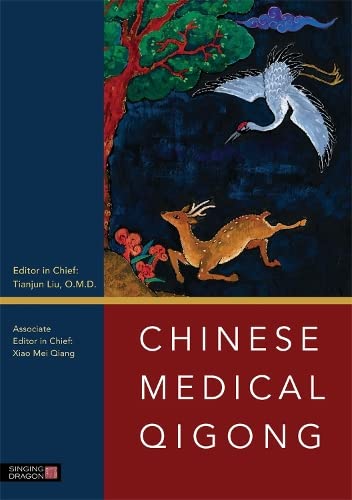 Editor in Chief:
Tianjun Liu, O.M.D.
Associate
Editor in Chief:
Xiao Mei Qiang
CHINESE
MEDICAL
QIGONG
SINGING
DRAGON